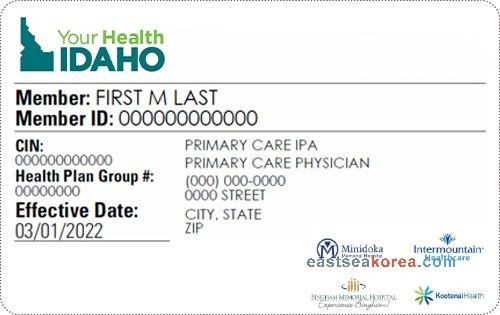 Your Health
IDAHO
Member: FIRST M LAST
Member ID: 000000000000
CIN:
000000000000
Health Plan Group #:
00000000
Effective Date:
03/01/2022
PRIMARY CARE IPA
PRIMARY CARE PHYSICIAN
(000) 000-0000
0000 STREET
CITY, STATE
ZIP
Minidoka
Memorial Hospital
Intermountain
Healthcare
eastseakorea.com
BINGHAM MEMORIAL HOSPITAL
Experience Bingham!
Kootenai Health